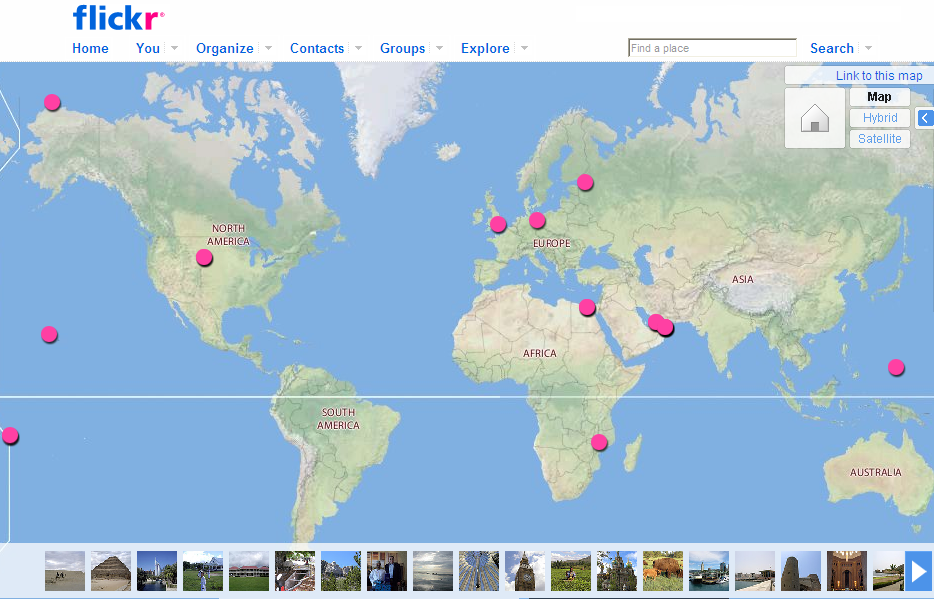 flickr®
Home You Organize Contacts Groups Explore Find a place Search
Link to this map
Map
Hybrid
Satellite
NORTH
AMERICA
EUROPE
ASIA
AFRICA
SOUTH
AMERICA
AUSTRALIA